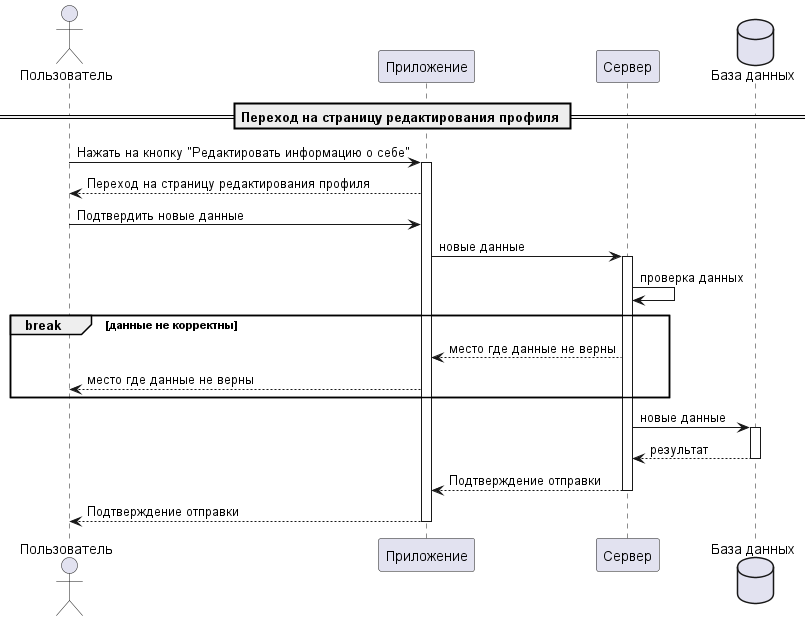 Пользователь
Приложение
Сервер
База данных
Переход на страницу редактирования профиля
Нажать на кнопку "Редактировать информацию о себе"
Переход на страницу редактирования профиля
Подтвердить новые данные
новые данные
проверка данных
break [данные не корректны]
место где данные не верны
место где данные не верны
новые данные
результат
Подтверждение отправки
Подтверждение отправки
Пользователь
Приложение
Сервер
База данных